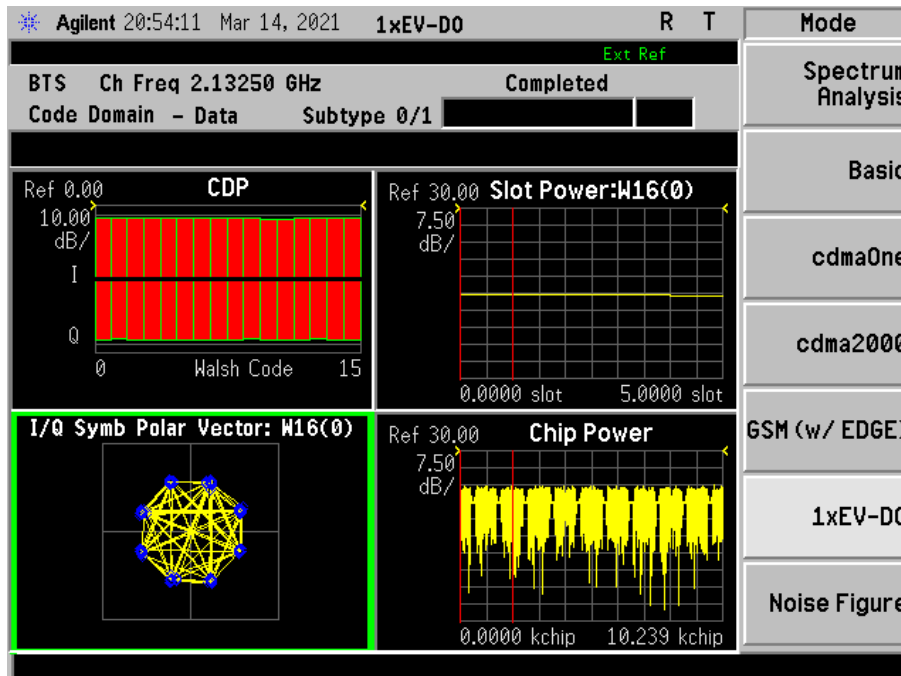 Agilent 20:54:11 Mar 14, 2021 1xEV-DO R T
Ext Ref
BTS Ch Freq 2.13250 GHz Completed
Code Domain - Data Subtype 0/1
Ref 0.00 CDP
10.00
dB/
I
Q
0 Walsh Code 15
Ref 30.00 Slot Power:W16(0)
7.50
dB/
0.0000 slot 5.0000 slot
I/Q Symb Polar Vector: W16(0)
Ref 30.00 Chip Power
7.50
dB/
0.0000 kchip 10.239 kchip
Mode
Spectrum
Analysis
Basic
cdmaOne
cdma2000
GSM (w/ EDGE)
1xEV-DO
Noise Figure